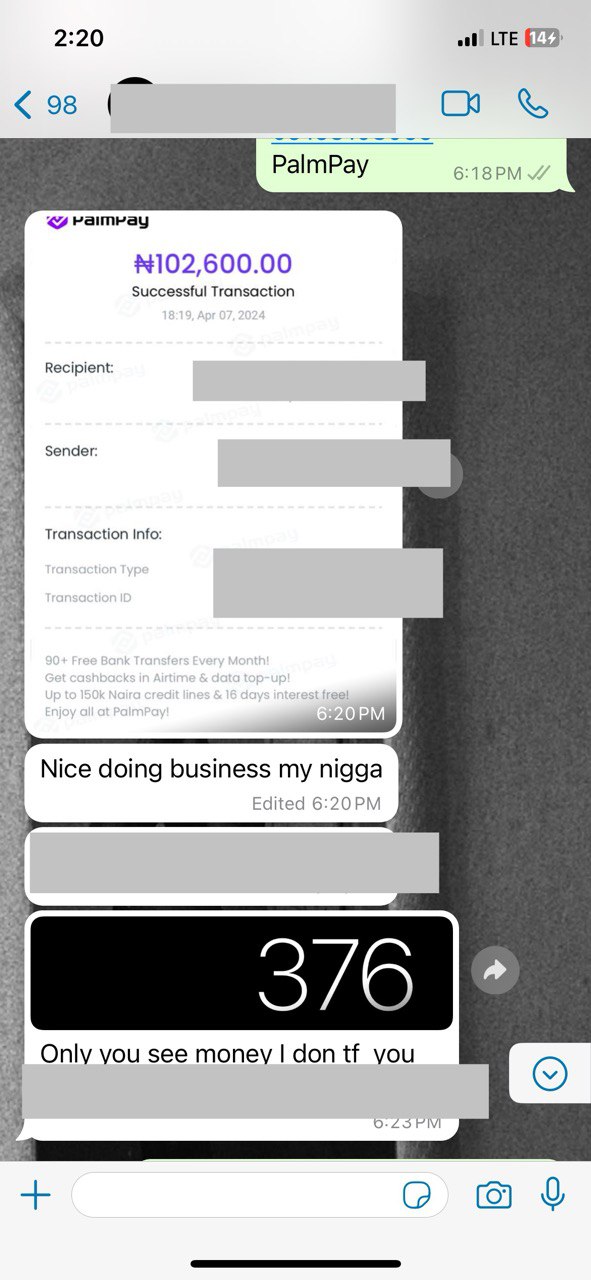 2:20
LTE 14
98
PalmPay
6:18 PM
PalmPay
₦102,600.00
Successful Transaction
18:19, Apr 07, 2024
Recipient:
Sender:
Transaction Info:
Transaction Type
Transaction ID
90+ Free Bank Transfers Every Month!
Get cashbacks in Airtime & data top-up!
Up to 150k Naira credit lines & 16 days interest free!
Enjoy all at PalmPay!
6:20 PM
Nice doing business my nigga
Edited 6:20 PM
376
Only you see money I don tf you
6:23 PM